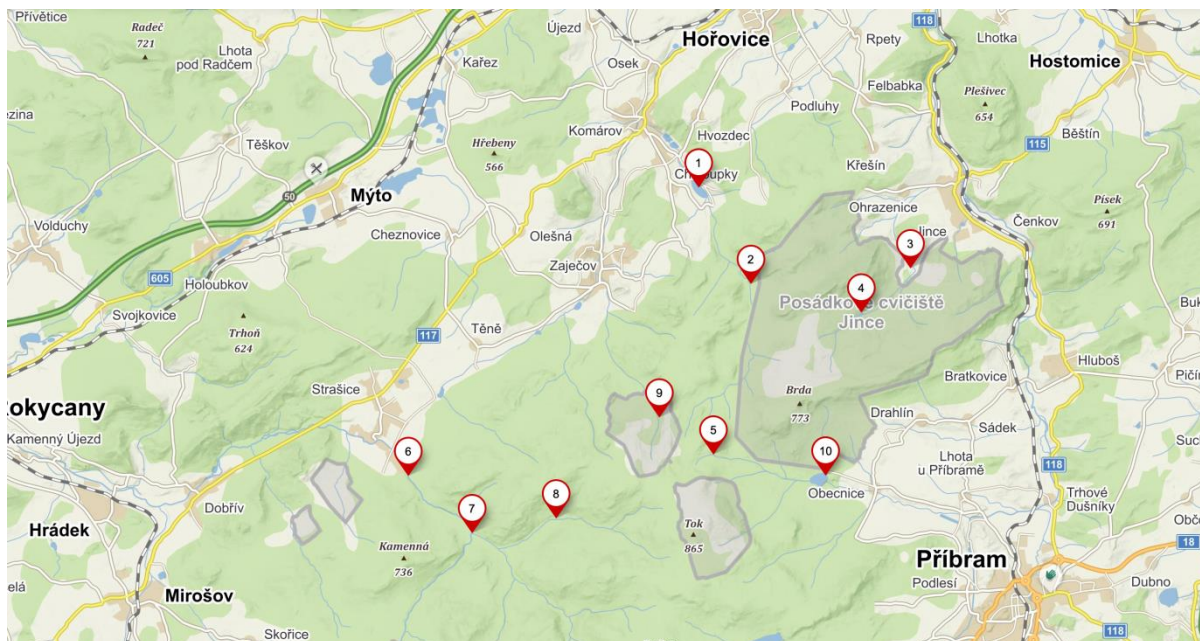 Přívětice
Radeč
721
Lhota
pod Radčem
Újezd
Kařez
Osek
Hořovice
118
Rpety
Lhotka
Hostomice
Felbabka
Plešivec
654
Podluhy
Komárov
Hvozdec
Běštín
115
Těškov
Hřebeny
566
1
Křešín
50
Mýto
Ohrazenice
Písek
691
Čenkov
Volduchy
Cheznovice
Olešná
2
3
Jince
Zaječov
605
Holoubkov
4
Posádkové cvičiště
Jince
Svojkovice
Trhoň
624
Těně
117
Hluboš
Strašice
Brda
773
Bratkovice
9
Drahlín
Kamenný Újezd
5
Sádek
6
10
Lhota
u Příbramě
118
Obecnice
Trhové
Dušníky
Dobřív
8
7
Hrádek
Tok
865
Kamenná
736
18
Příbram
Mirošov
Podlesí
Dubno
Skořice
118